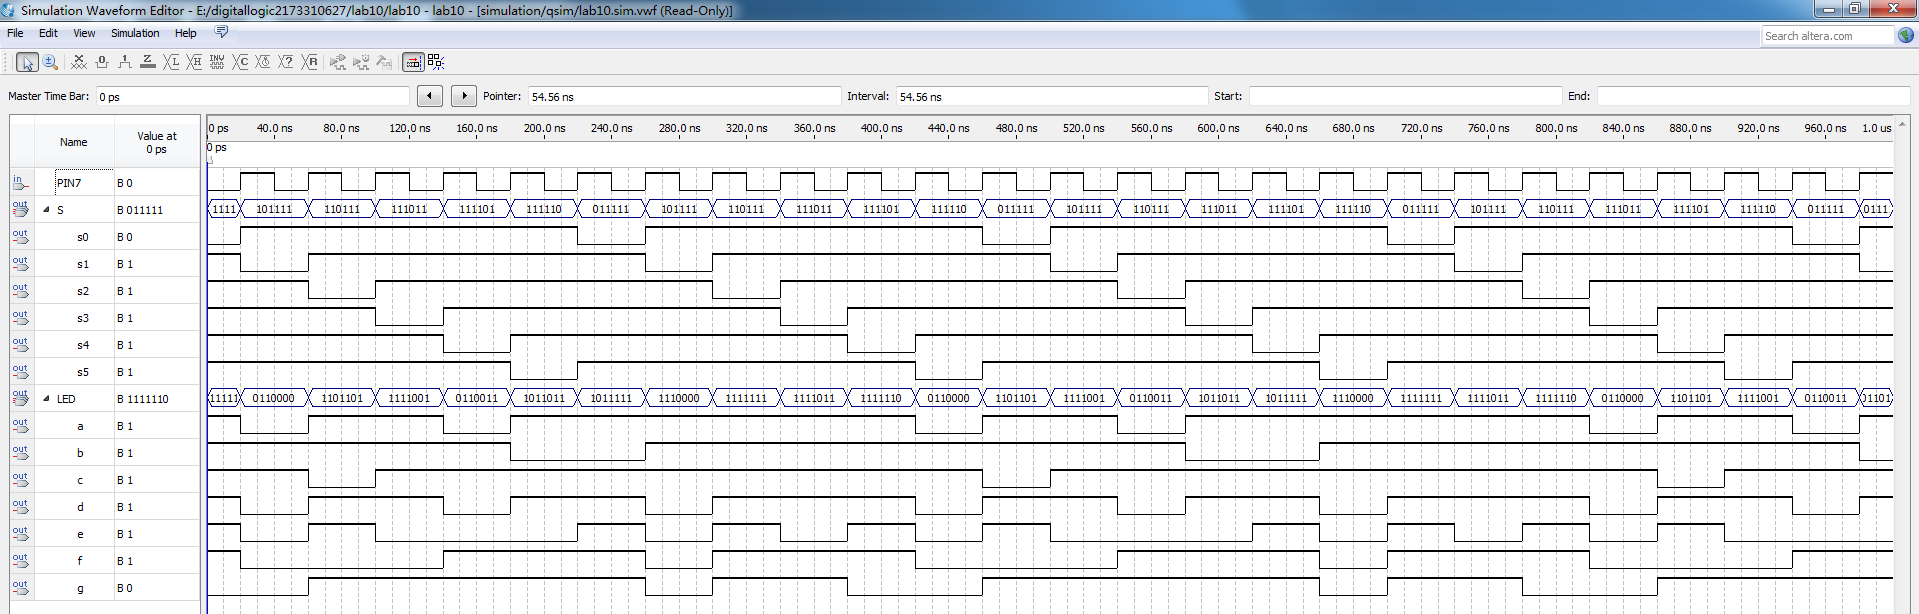 Simulation Waveform Editor - E:/digitallogic2173310627/lab10/lab10 - lab10 - [simulation/qsim/lab10.sim.vwf (Read-Only)]
File Edit View Simulation Help
Search altera.com
Master Time Bar: 0 ps Pointer: 54.56 ns Interval: 54.56 ns Start: End:
Name Value at 0 ps
0 ps 40.0 ns 80.0 ns 120.0 ns 160.0 ns 200.0 ns 240.0 ns 280.0 ns 320.0 ns 360.0 ns 400.0 ns 440.0 ns 480.0 ns 520.0 ns 560.0 ns 600.0 ns 640.0 ns 680.0 ns 720.0 ns 760.0 ns 800.0 ns 840.0 ns 880.0 ns 920.0 ns 960.0 ns 1.0 us
0 ps
in PIN7 B 0
out S B 011111 1111 101111 110111 111011 111101 111110 011111 101111 110111 111011 111101 111110 011111 101111 110111 111011 111101 111110 011111 101111 110111 111011 111101 111110 011111 0111
out s0 B 0
out s1 B 1
out s2 B 1
out s3 B 1
out s4 B 1
out s5 B 1
out LED B 1111110 11111 0110000 1101101 1111001 0110011 1011011 1011111 1110000 1111111 1111011 1111110 0110000 1101101 1111001 0110011 1011011 1011111 1110000 1111111 1111011 1111110 0110000 1101101 1111001 0110011 01101
out a B 1
out b B 1
out c B 1
out d B 1
out e B 1
out f B 1
out g B 0